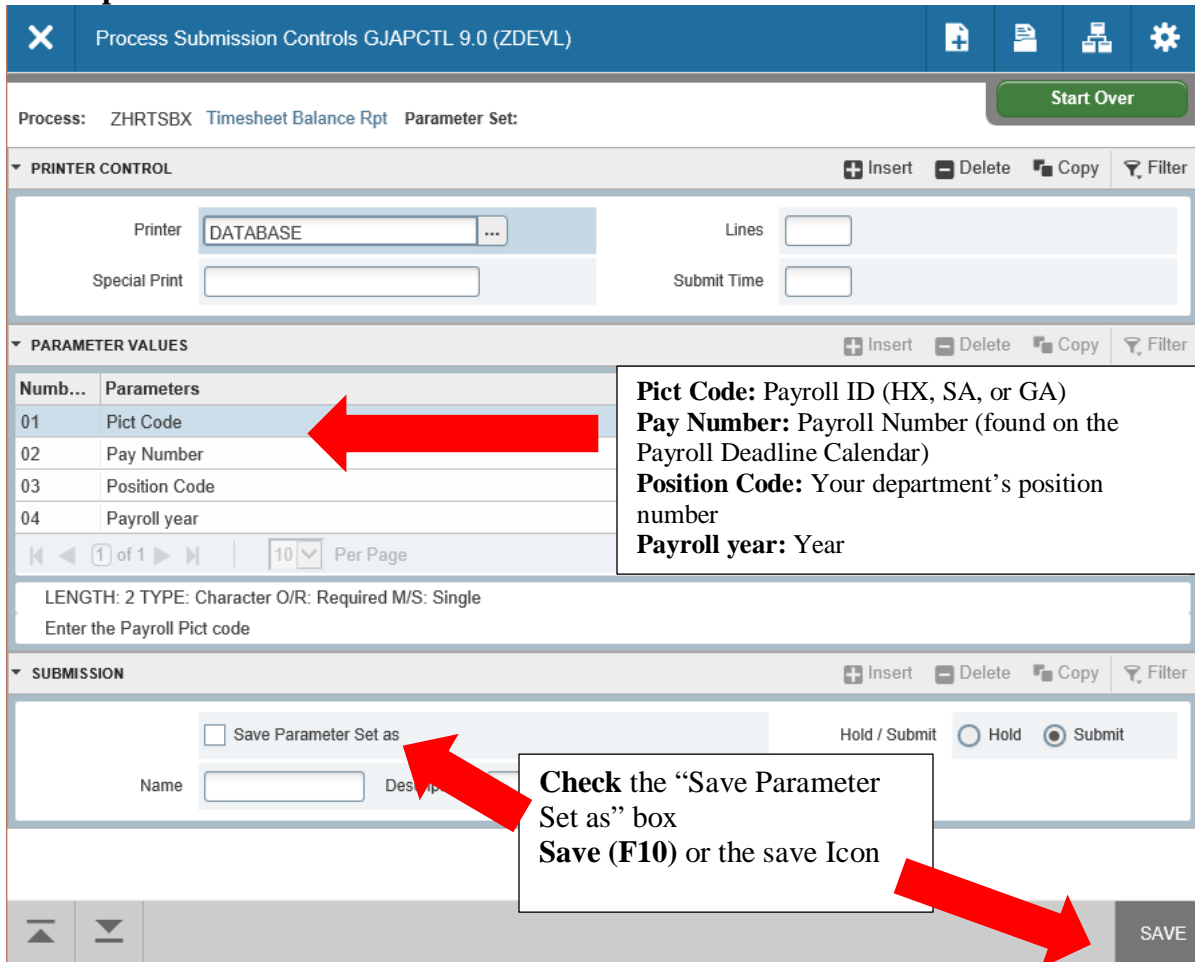 Process Submission Controls GJAPCTL 9.0 (ZDEVL)
Start Over
Process: ZHRTSBX Timesheet Balance Rpt Parameter Set:
PRINTER CONTROL Insert Delete Copy Filter
Printer DATABASE ... Lines
Special Print Submit Time
PARAMETER VALUES Insert Delete Copy Filter
Numb... Parameters
01 Pict Code
02 Pay Number
03 Position Code
04 Payroll year
1 of 1 10 Per Page
Pict Code: Payroll ID (HX, SA, or GA)
Pay Number: Payroll Number (found on the
Payroll Deadline Calendar)
Position Code: Your department’s position
number
Payroll year: Year
LENGTH: 2 TYPE: Character O/R: Required M/S: Single
Enter the Payroll Pict code
SUBMISSION Insert Delete Copy Filter
Save Parameter Set as Hold / Submit Hold Submit
Name
Check the “Save Parameter
Set as” box
Save (F10) or the save Icon
SAVE